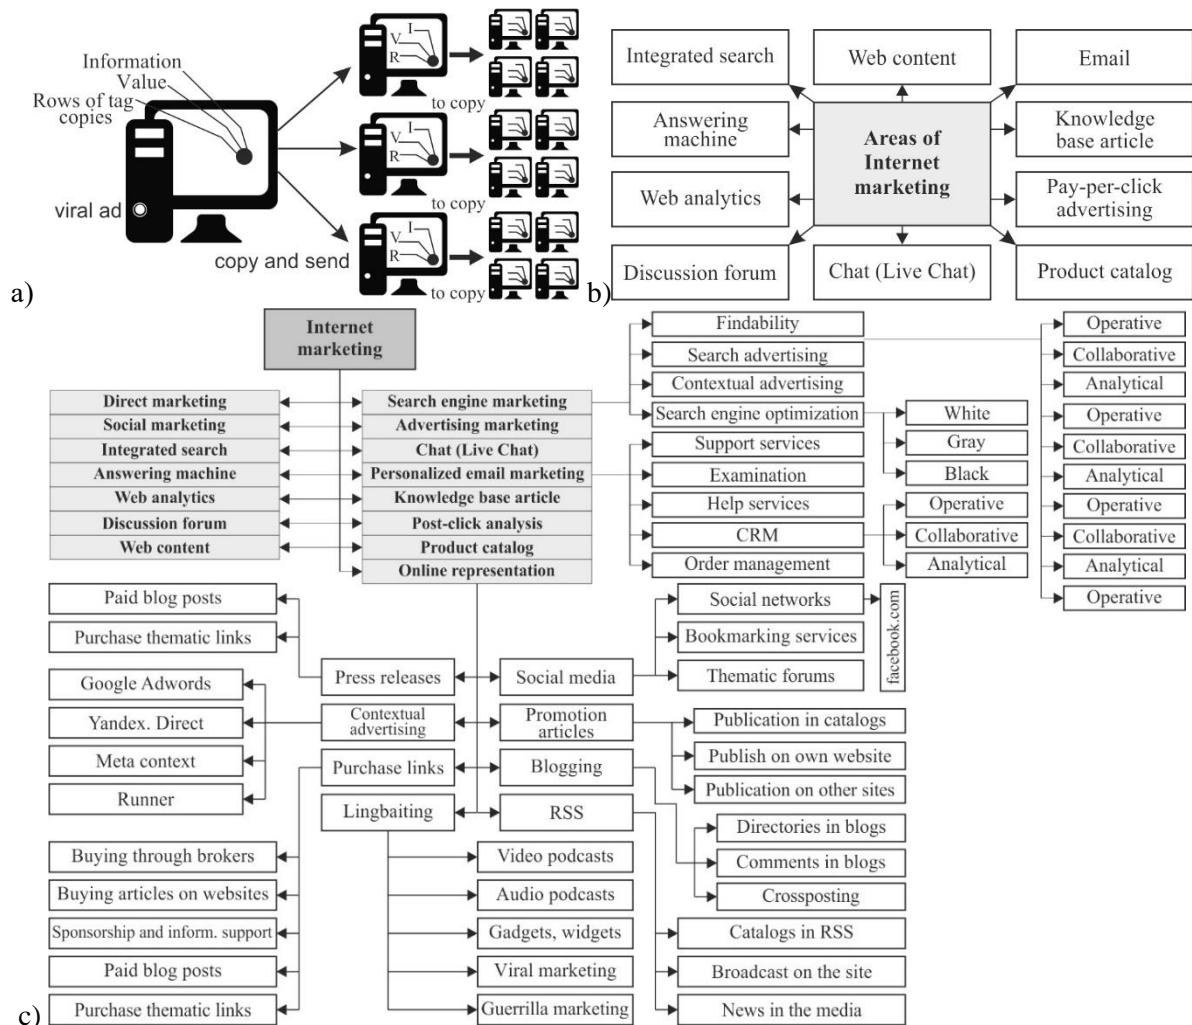 Information
Value
Rows of tag
copies
viral ad
copy and send
I
V
R
to copy
I
V
R
to copy
I
V
R
to copy
a)
Integrated search
Web content
Email
Answering
machine
Areas of
Internet
marketing
Knowledge
base article
Web analytics
Pay-per-click
advertising
Discussion forum
Chat (Live Chat)
Product catalog
b)
Internet
marketing
Direct marketing
Social marketing
Integrated search
Answering machine
Web analytics
Discussion forum
Web content
Search engine marketing
Advertising marketing
Chat (Live Chat)
Personalized email marketing
Knowledge base article
Post-click analysis
Product catalog
Online representation
Findability
Search advertising
Contextual advertising
Search engine optimization
Support services
Examination
Help services
CRM
Order management
White
Gray
Black
Operative
Collaborative
Analytical
Operative
Collaborative
Analytical
Operative
Collaborative
Analytical
Operative
Collaborative
Analytical
Operative
Paid blog posts
Purchase thematic links
Google Adwords
Yandex. Direct
Meta context
Runner
Press releases
Contextual
advertising
Purchase links
Lingbaiting
Social media
Promotion
articles
Blogging
RSS
Social networks
Bookmarking services
Thematic forums
facebook.com
Publication in catalogs
Publish on own website
Publication on other sites
Directories in blogs
Comments in blogs
Crossposting
Buying through brokers
Buying articles on websites
Sponsorship and inform. support
Paid blog posts
Purchase thematic links
Video podcasts
Audio podcasts
Gadgets, widgets
Viral marketing
Guerrilla marketing
Catalogs in RSS
Broadcast on the site
News in the media
c)